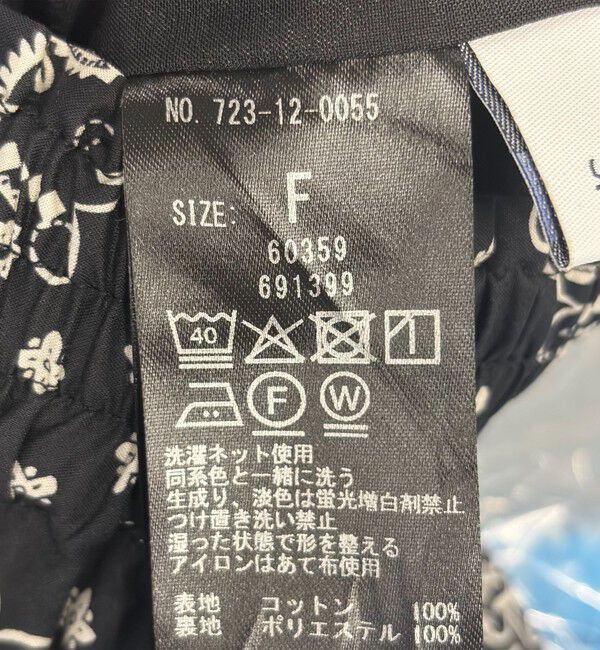 NO. 723-12-0055
SIZE: F
60359
691399
40
F W
洗濯ネット使用
同系色と一緒に洗う
生成り、淡色は蛍光増白剤禁止
つけ置き洗い禁止
湿った状態で形を整える
アイロンはあて布使用
表地 コットン 100%
裏地 ポリエステル 100%